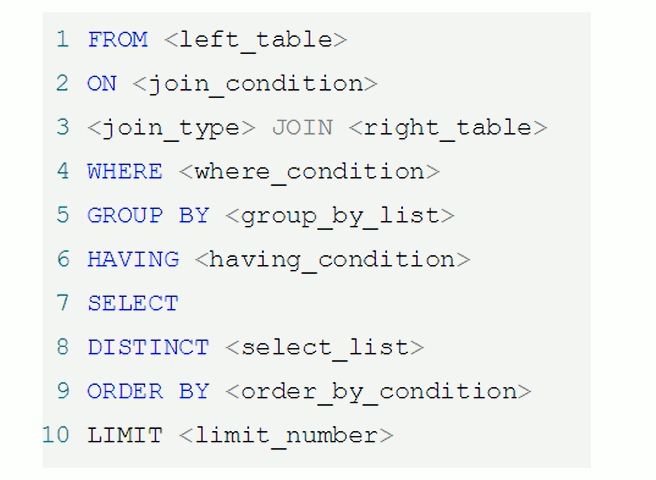 1 FROM <left_table>
2 ON <join_condition>
3 <join_type> JOIN <right_table>
4 WHERE <where_condition>
5 GROUP BY <group_by_list>
6 HAVING <having_condition>
7 SELECT
8 DISTINCT <select_list>
9 ORDER BY <order_by_condition>
10 LIMIT <limit_number>